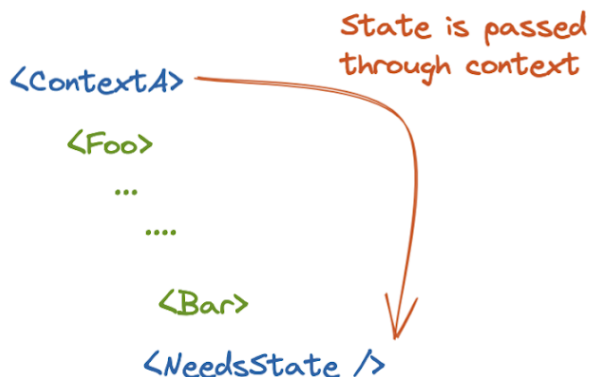 State is passed
through context
<ContextA>
<Foo>
...
....
<Bar>
<NeedsState />